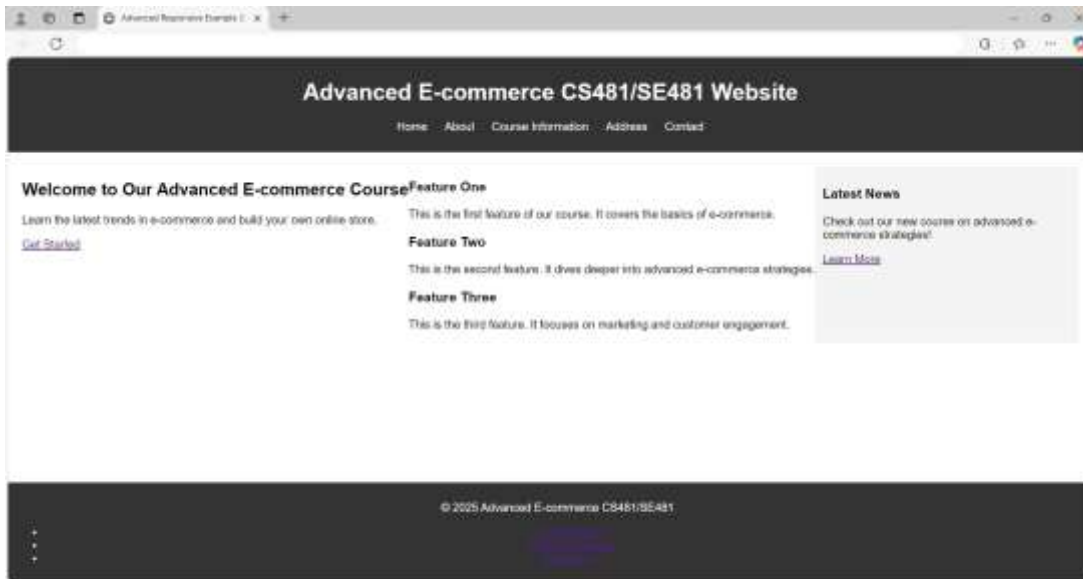 Advanced Responsive Example
Advanced E-commerce CS481/SE481 Website
Home About Course Information Address Contact
Welcome to Our Advanced E-commerce Course
Learn the latest trends in e-commerce and build your own online store.
Get Started
Feature One
This is the first feature of our course. It covers the basics of e-commerce.
Feature Two
This is the second feature. It dives deeper into advanced e-commerce strategies.
Feature Three
This is the third feature. It focuses on marketing and customer engagement.
Latest News
Check out our new course on advanced e-
commerce strategies!
Learn More
© 2025 Advanced E-commerce CS481/SE481